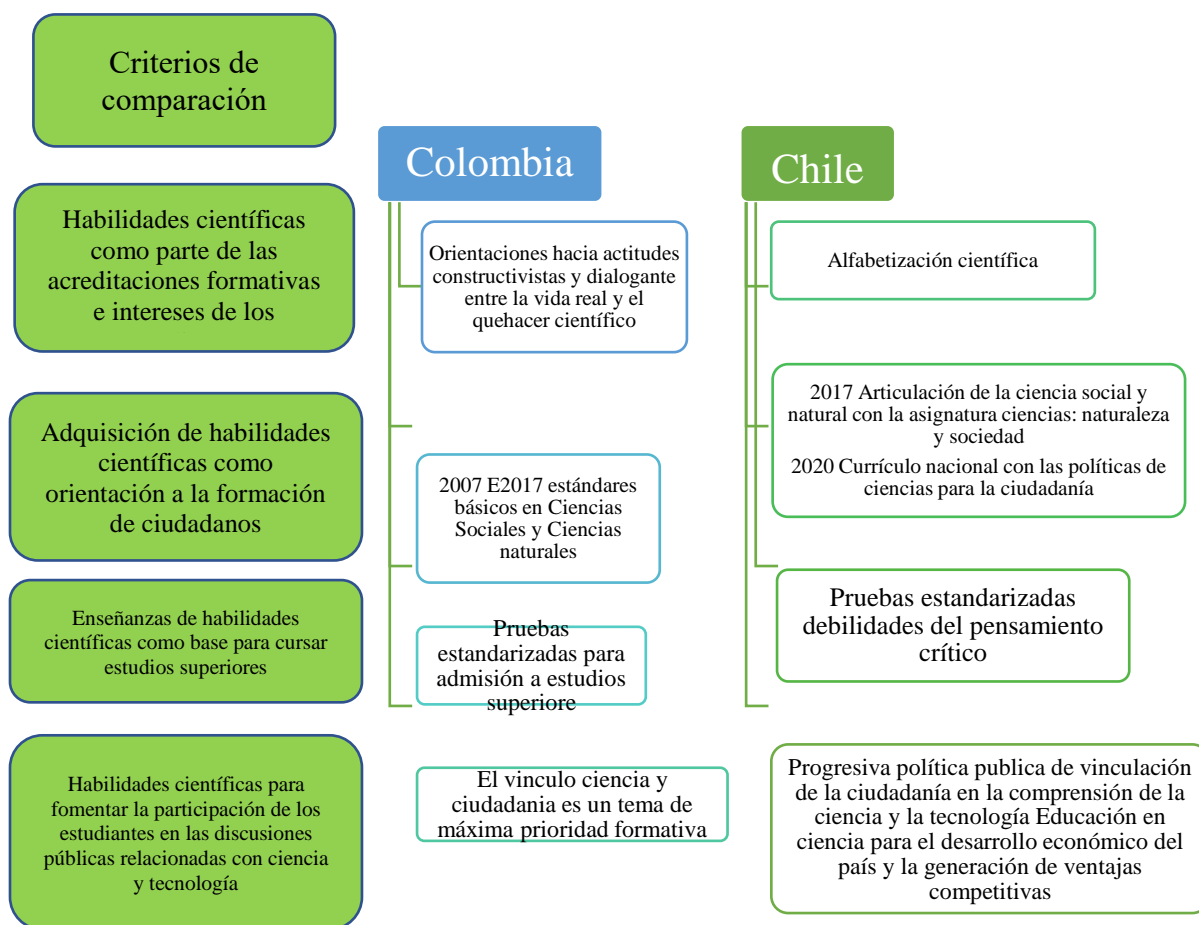 Criterios de
comparación
Colombia
Chile
Habilidades científicas
como parte de las
acreditaciones formativas
e intereses de los
Orientaciones hacia actitudes
constructivistas y dialogante
entre la vida real y el
quehacer científico
Alfabetización científica
Adquisición de habilidades
científicas como
orientación a la formación
de ciudadanos
2007 E2017 estándares
básicos en Ciencias
Sociales y Ciencias
naturales
2017 Articulación de la ciencia social y
natural con la asignatura ciencias: naturaleza
y sociedad
2020 Currículo nacional con las políticas de
ciencias para la ciudadanía
Enseñanzas de habilidades
científicas como base para cursar
estudios superiores
Pruebas
estandarizadas para
admisión a estudios
superiore
Pruebas estandarizadas
debilidades del pensamiento
crítico
Habilidades científicas para
fomentar la participación de los
estudiantes en las discusiones
públicas relacionadas con ciencia
y tecnología
El vinculo ciencia y
ciudadania es un tema de
máxima prioridad formativa
Progresiva política publica de vinculación
de la ciudadanía en la comprensión de la
ciencia y la tecnología Educación en
ciencia para el desarrollo económico del
país y la generación de ventajas
competitivas